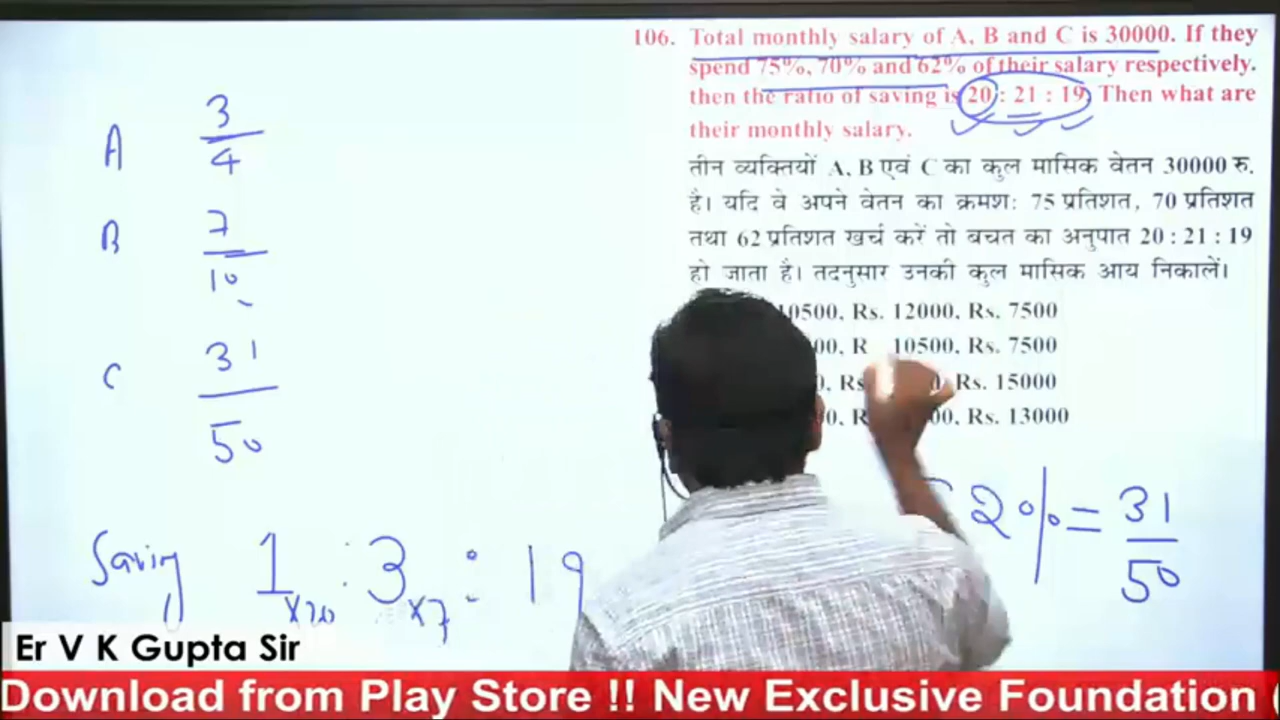 106. Total monthly salary of A, B and C is 30000. If they
spend 75%, 70% and 62% of their salary respectively.
then the ratio of saving is 20 : 21 : 19. Then what are
their monthly salary.
तीन व्यक्तियों A, B एवं C का कुल मासिक वेतन 30000 रु.
है। यदि वे अपने वेतन का क्रमश: 75 प्रतिशत, 70 प्रतिशत
तथा 62 प्रतिशत खर्च करें तो बचत का अनुपात 20 : 21 : 19
हो जाता है। तदनुसार उनकी कुल मासिक आय निकालें।
Rs. 12000, Rs. 7500
10500, Rs. 7500
Rs. 15000
Rs. 13000
A 3/4
B 7/10
C 31/50
2% = 31/50
Saving 1 : 3 : 19
×20 ×7
Er V K Gupta Sir
Download from Play Store !! New Exclusive Foundation (